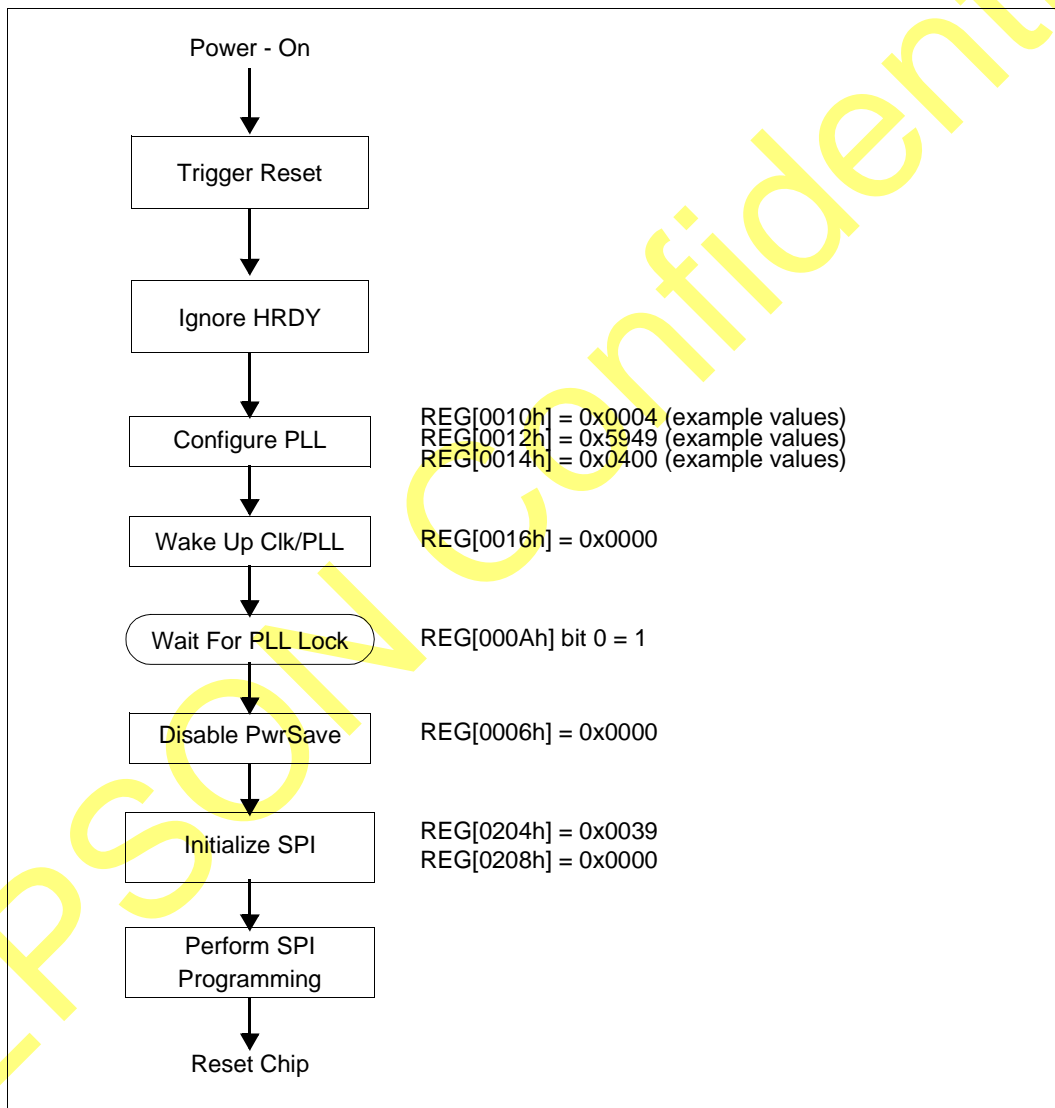 Power - On
Trigger Reset
Ignore HRDY
Configure PLL
REG[0010h] = 0x0004 (example values)
REG[0012h] = 0x5949 (example values)
REG[0014h] = 0x0400 (example values)
Wake Up Clk/PLL
REG[0016h] = 0x0000
Wait For PLL Lock
REG[000Ah] bit 0 = 1
Disable PwrSave
REG[0006h] = 0x0000
Initialize SPI
REG[0204h] = 0x0039
REG[0208h] = 0x0000
Perform SPI
Programming
Reset Chip
EPSON Confidenti